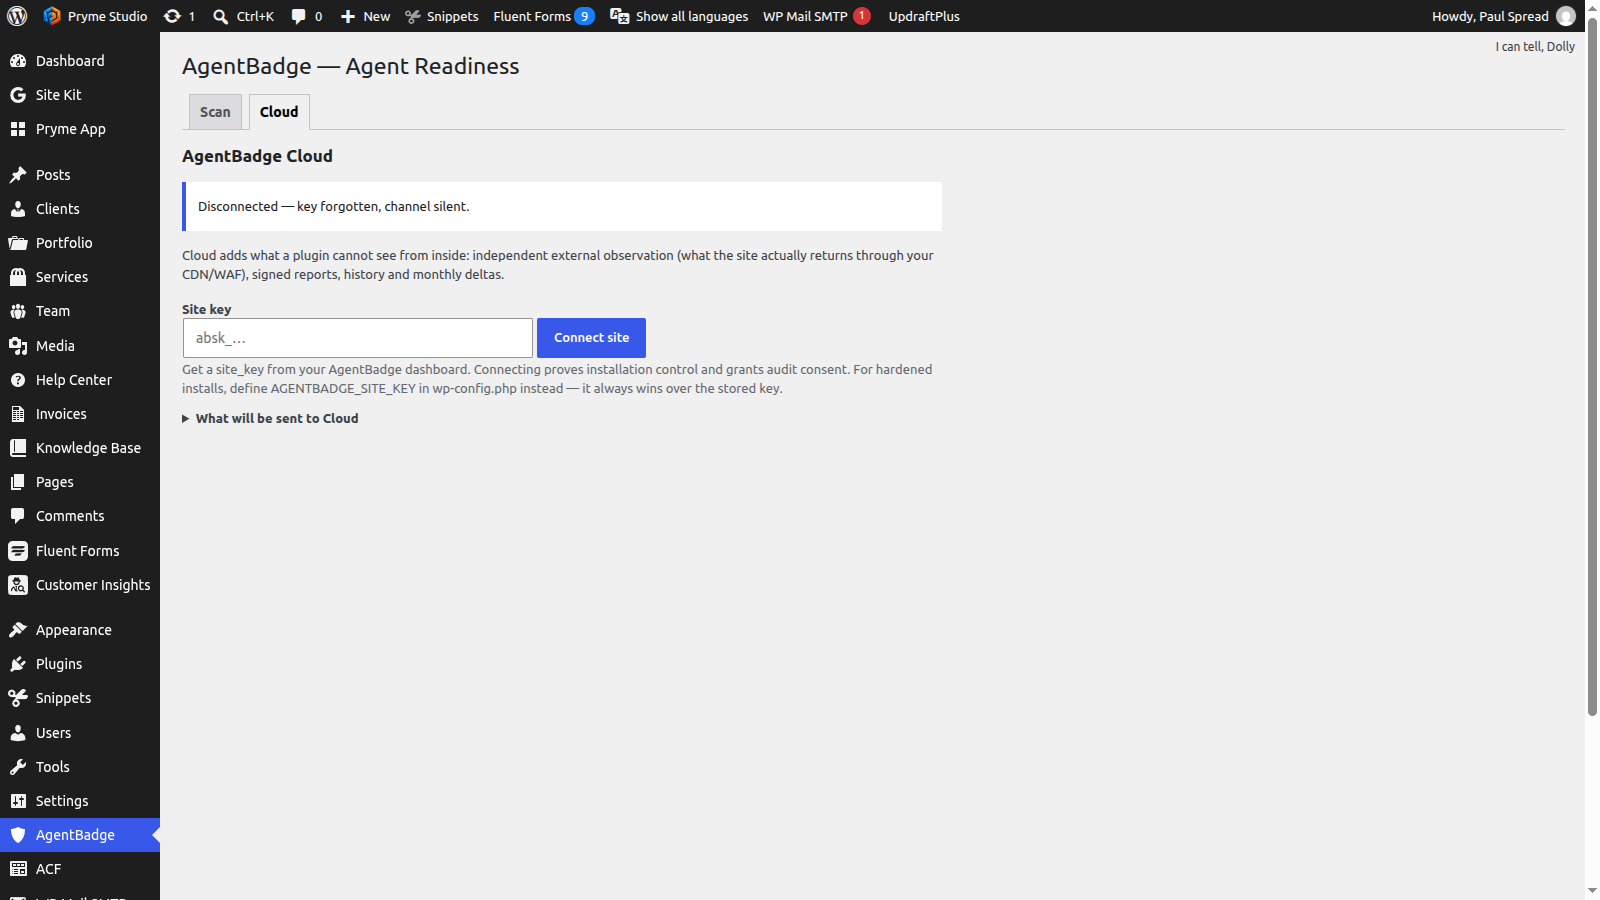 Pryme Studio 1 Ctrl+K 0 New Snippets Fluent Forms 9 Show all languages WP Mail SMTP 1 UpdraftPlus Howdy, Paul Spread
I can tell, Dolly
Dashboard
Site Kit
Pryme App
Posts
Clients
Portfolio
Services
Team
Media
Help Center
Invoices
Knowledge Base
Pages
Comments
Fluent Forms
Customer Insights
Appearance
Plugins
Snippets
Users
Tools
Settings
AgentBadge
ACF
AgentBadge — Agent Readiness
Scan Cloud
AgentBadge Cloud
Disconnected — key forgotten, channel silent.
Cloud adds what a plugin cannot see from inside: independent external observation (what the site actually returns through your
CDN/WAF), signed reports, history and monthly deltas.
Site key
absk_…
Connect site
Get a site_key from your AgentBadge dashboard. Connecting proves installation control and grants audit consent. For hardened
installs, define AGENTBADGE_SITE_KEY in wp-config.php instead — it always wins over the stored key.
What will be sent to Cloud